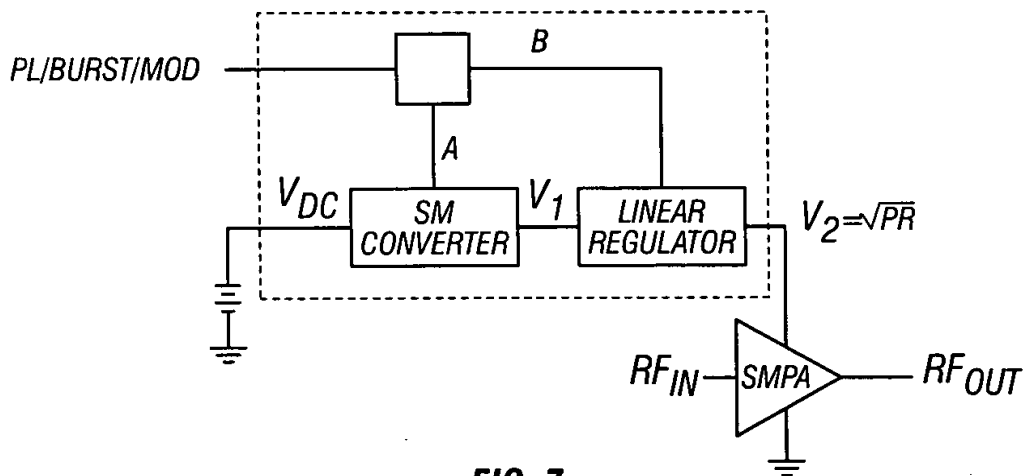 PL/BURST/MOD
B
A
V_DC
SM
CONVERTER
V_1
LINEAR
REGULATOR
V_2=√PR
RF_IN
SMPA
RF_OUT